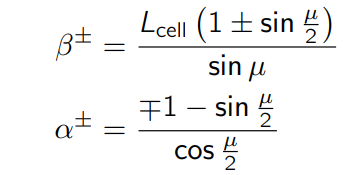 β± = L_cell (1 ± sin μ/2) / sin μ
α± = (∓1 − sin μ/2) / cos μ/2